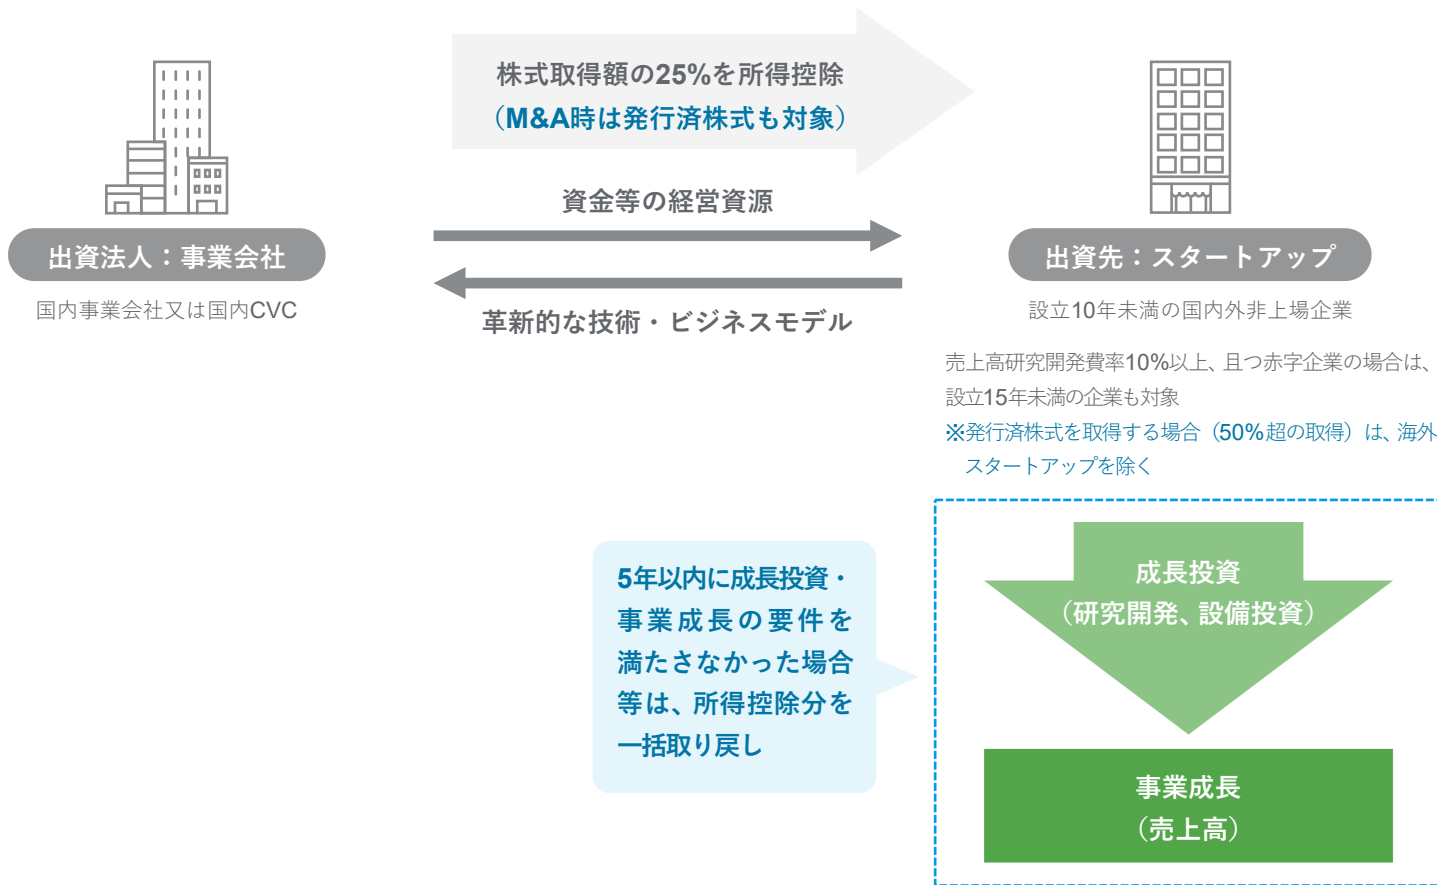 株式取得額の25%を所得控除
（M&A時は発行済株式も対象）
資金等の経営資源
出資法人：事業会社
国内事業会社又は国内CVC
革新的な技術・ビジネスモデル
出資先：スタートアップ
設立10年未満の国内外非上場企業
売上高研究開発費率10%以上、且つ赤字企業の場合は、
設立15年未満の企業も対象
※発行済株式を取得する場合（50%超の取得）は、海外
スタートアップを除く
5年以内に成長投資・
事業成長の要件を
満たさなかった場合
等は、所得控除分を
一括取り戻し
成長投資
（研究開発、設備投資）
事業成長
（売上高）